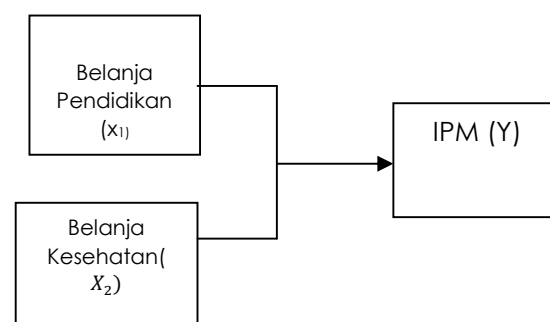 Belanja
Pendidikan
(x₁)
IPM (Y)
Belanja
Kesehatan(
X₂)